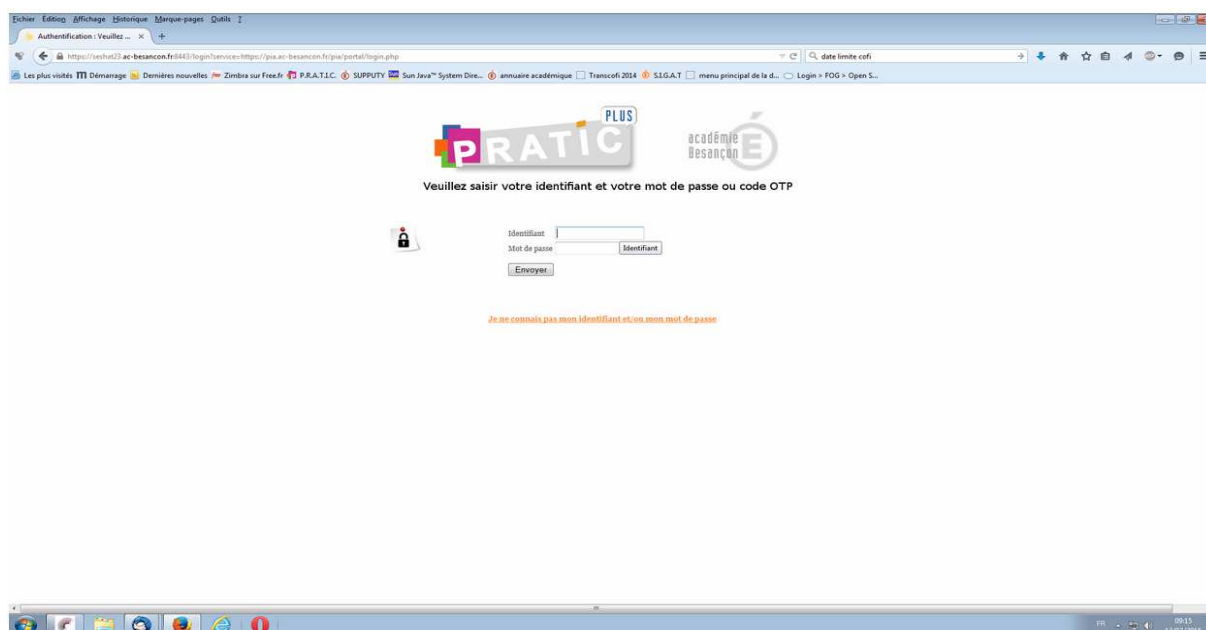 Fichier Édition Affichage Historique Marque-pages Outils ?
Authentification : Veuillez ... × +
https://seshat23.ac-besancon.fr:8443/login?service=https://pia.ac-besancon.fr/pia/portal/login.php
date limite cofi
Les plus visités Démarrage Dernières nouvelles Zimbra sur Free.fr P.R.A.T.I.C. SUPPUTY Sun Java™ System Dire... annuaire académique Transcofi 2014 S.I.G.A.T menu principal de la d... Login > FOG > Open S...
PLUS
PRATIC
académie
Besançon
Veuillez saisir votre identifiant et votre mot de passe ou code OTP
Identifiant
Mot de passe Identifiant
Envoyer
Je ne connais pas mon identifiant et/ou mon mot de passe
FR 09:15